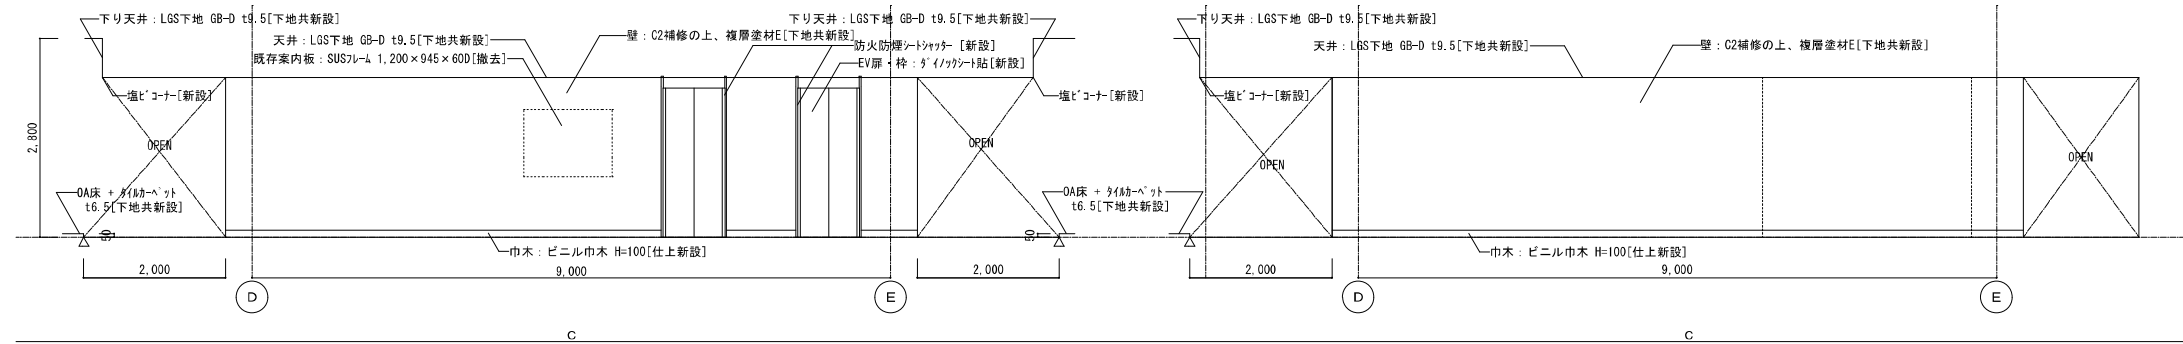 下り天井：LGS下地 GB-D t9.5[下地共新設]
天井：LGS下地 GB-D t9.5[下地共新設]
既存案内板：SUSﾌﾚｰﾑ 1,200×945×60D[撤去]
壁：C2補修の上、複層塗材E[下地共新設]
下り天井：LGS下地 GB-D t9.5[下地共新設]
防火防煙ｼｰﾄｼｬｯﾀｰ [新設]
EV扉・枠：ﾀﾞｲﾉｯｸｼｰﾄ貼[新設]
塩ﾋﾞｺｰﾅｰ[新設]
塩ﾋﾞｺｰﾅｰ[新設]
2,800
OPEN
OPEN
OA床 + ﾀｲﾙｶｰﾍﾟｯﾄ
t6.5[下地共新設]
50
50
巾木：ビニル巾木 H=100[仕上新設]
2,000
9,000
2,000
D
E
C
下り天井：LGS下地 GB-D t9.5[下地共新設]
天井：LGS下地 GB-D t9.5[下地共新設]
壁：C2補修の上、複層塗材E[下地共新設]
塩ﾋﾞｺｰﾅｰ[新設]
OPEN
OPEN
OA床 + ﾀｲﾙｶｰﾍﾟｯﾄ
t6.5[下地共新設]
巾木：ビニル巾木 H=100[仕上新設]
2,000
9,000
D
E
C